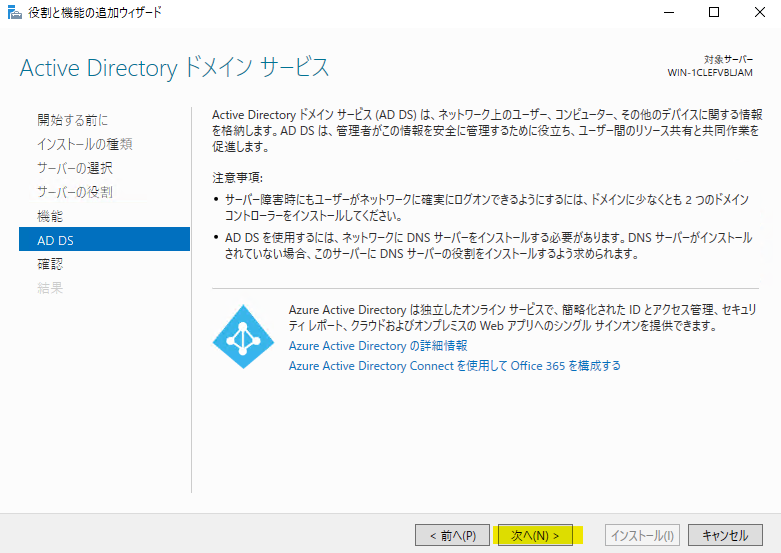 役割と機能の追加ウィザード
Active Directory ドメイン サービス
対象サーバー
WIN-1CLEFVBLJAM
開始する前に
インストールの種類
サーバーの選択
サーバーの役割
機能
AD DS
確認
結果
Active Directory ドメイン サービス (AD DS) は、ネットワーク上のユーザー、コンピューター、その他のデバイスに関する情報
を格納します。AD DS は、管理者がこの情報を安全に管理するために役立ち、ユーザー間のリソース共有と共同作業を
促進します。
注意事項:
• サーバー障害時にもユーザーがネットワークに確実にログオンできるようにするには、ドメインに少なくとも 2 つのドメイン
コントローラーをインストールしてください。
• AD DS を使用するには、ネットワークに DNS サーバーをインストールする必要があります。DNS サーバーがインストール
されていない場合、このサーバーに DNS サーバーの役割をインストールするよう求められます。
Azure Active Directory は独立したオンライン サービスで、簡略化された ID とアクセス管理、セキュリ
ティ レポート、クラウドおよびオンプレミスの Web アプリへのシングル サインオンを提供できます。
Azure Active Directory の詳細情報
Azure Active Directory Connect を使用して Office 365 を構成する
< 前へ(P)
次へ(N) >
インストール(I)
キャンセル